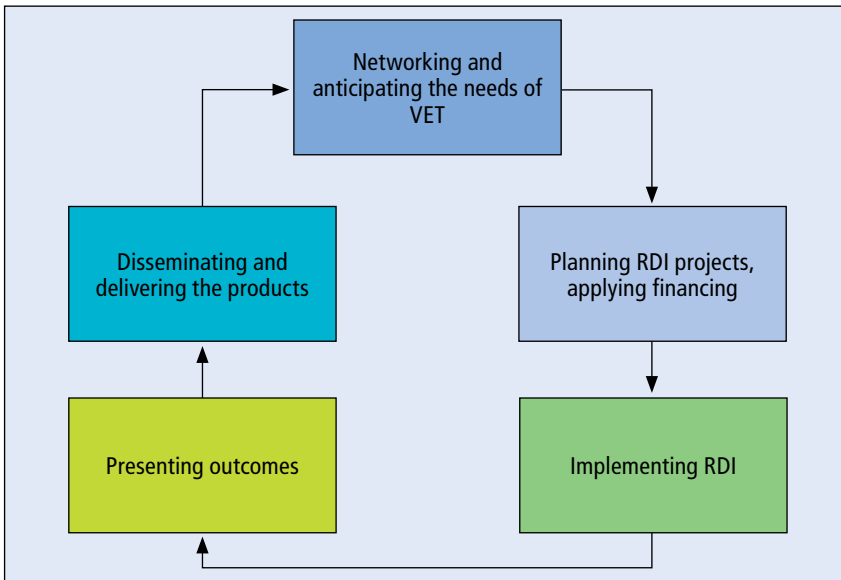 Networking and
anticipating the needs of
VET
Disseminating and
delivering the products
Planning RDI projects,
applying financing
Presenting outcomes
Implementing RDI